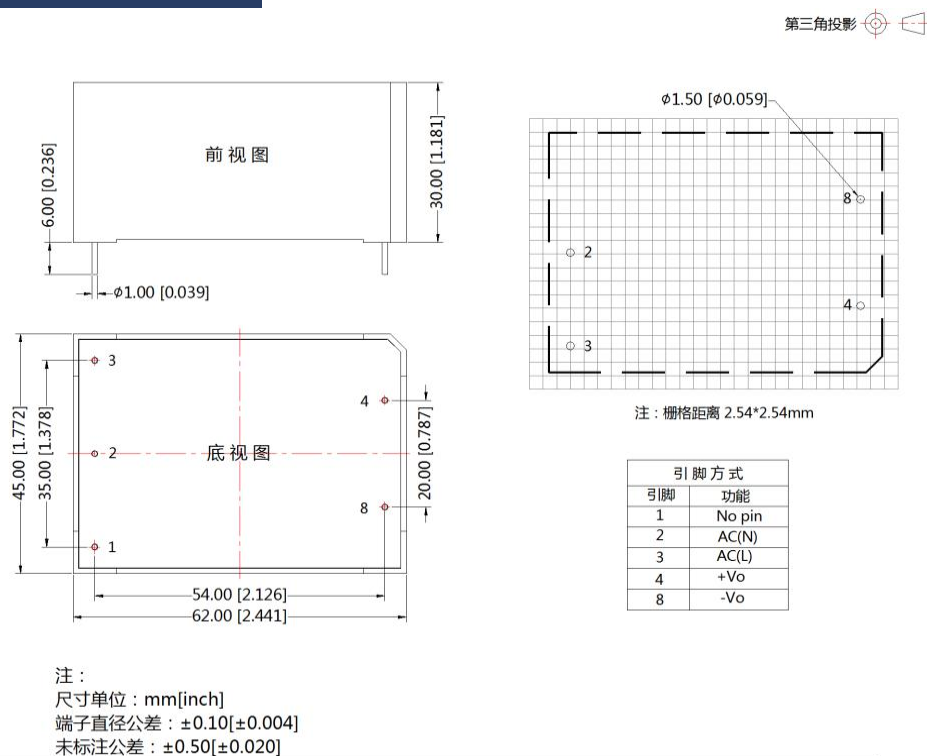 第三角投影
ϕ1.50 [ϕ0.059]
前视图
6.00 [0.236]
30.00 [1.181]
ϕ1.00 [0.039]
8
2
4
3
注：栅格距离 2.54*2.54mm
3
4
2
底视图
8
1
45.00 [1.772]
35.00 [1.378]
20.00 [0.787]
54.00 [2.126]
62.00 [2.441]
引脚方式
引脚 功能
1 No pin
2 AC(N)
3 AC(L)
4 +Vo
8 -Vo
注：
尺寸单位：mm[inch]
端子直径公差：±0.10[±0.004]
未标注公差：±0.50[±0.020]